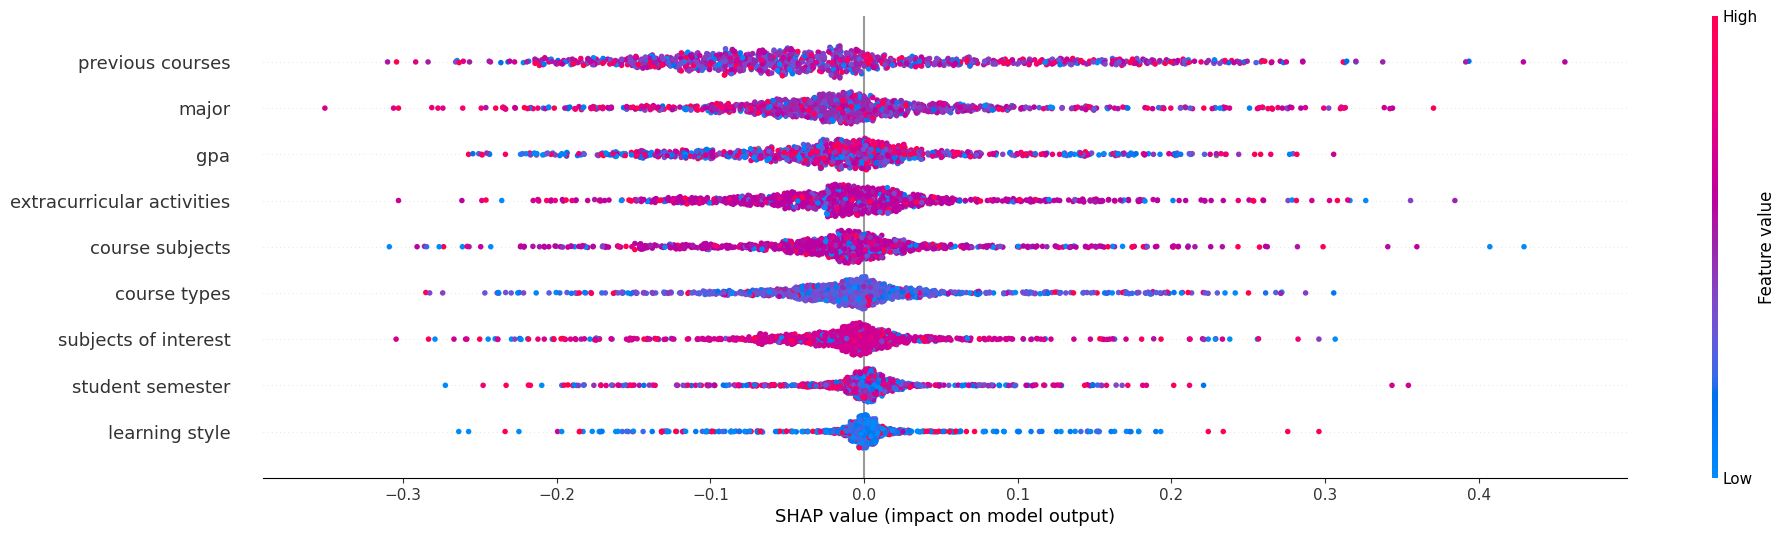 High
previous courses
major
gpa
extracurricular activities
course subjects
course types
subjects of interest
student semester
learning style
Feature value
Low
−0.3 −0.2 −0.1 0.0 0.1 0.2 0.3 0.4
SHAP value (impact on model output)